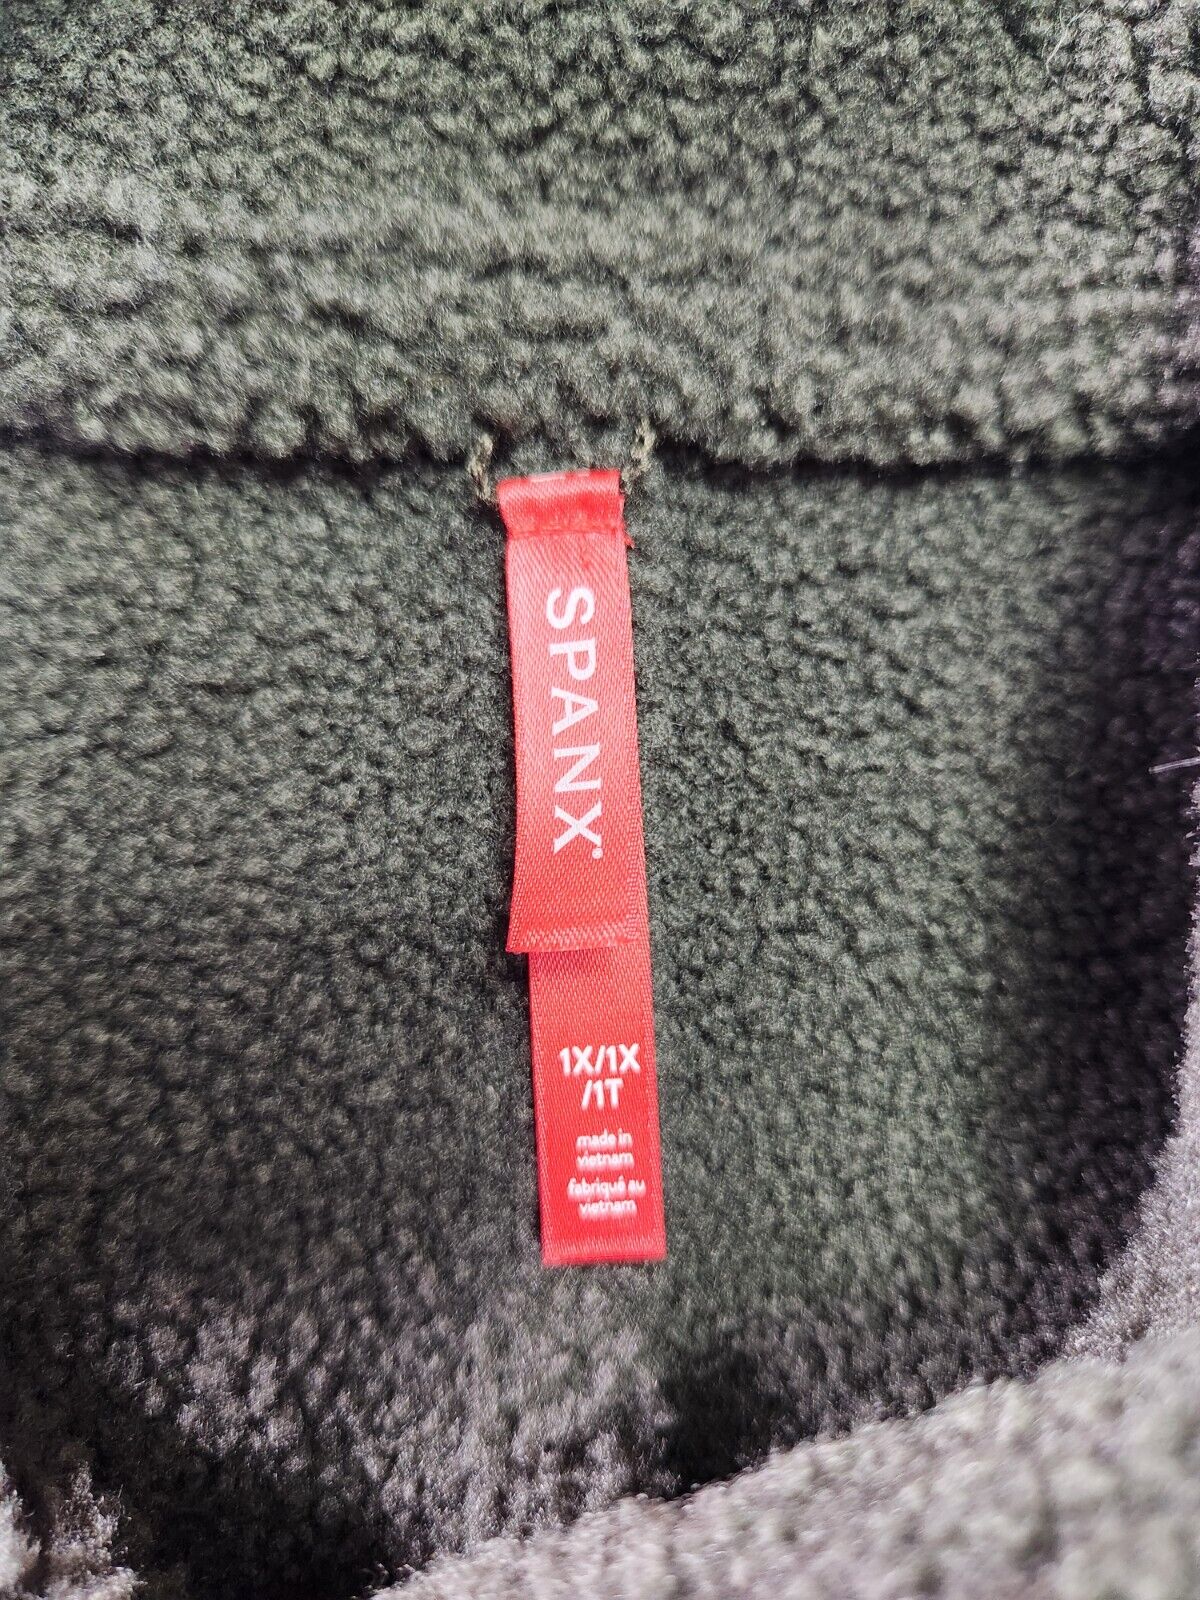 SPANX
1X/1X
/1T
made in
vietnam
fabriqué au
vietnam